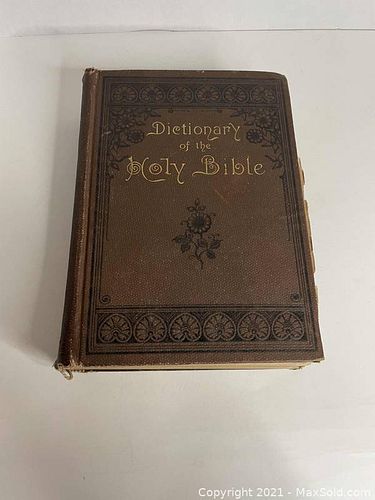 Dictionary
of the
Holy Bible
Copyright 2021 - MaxSold.com